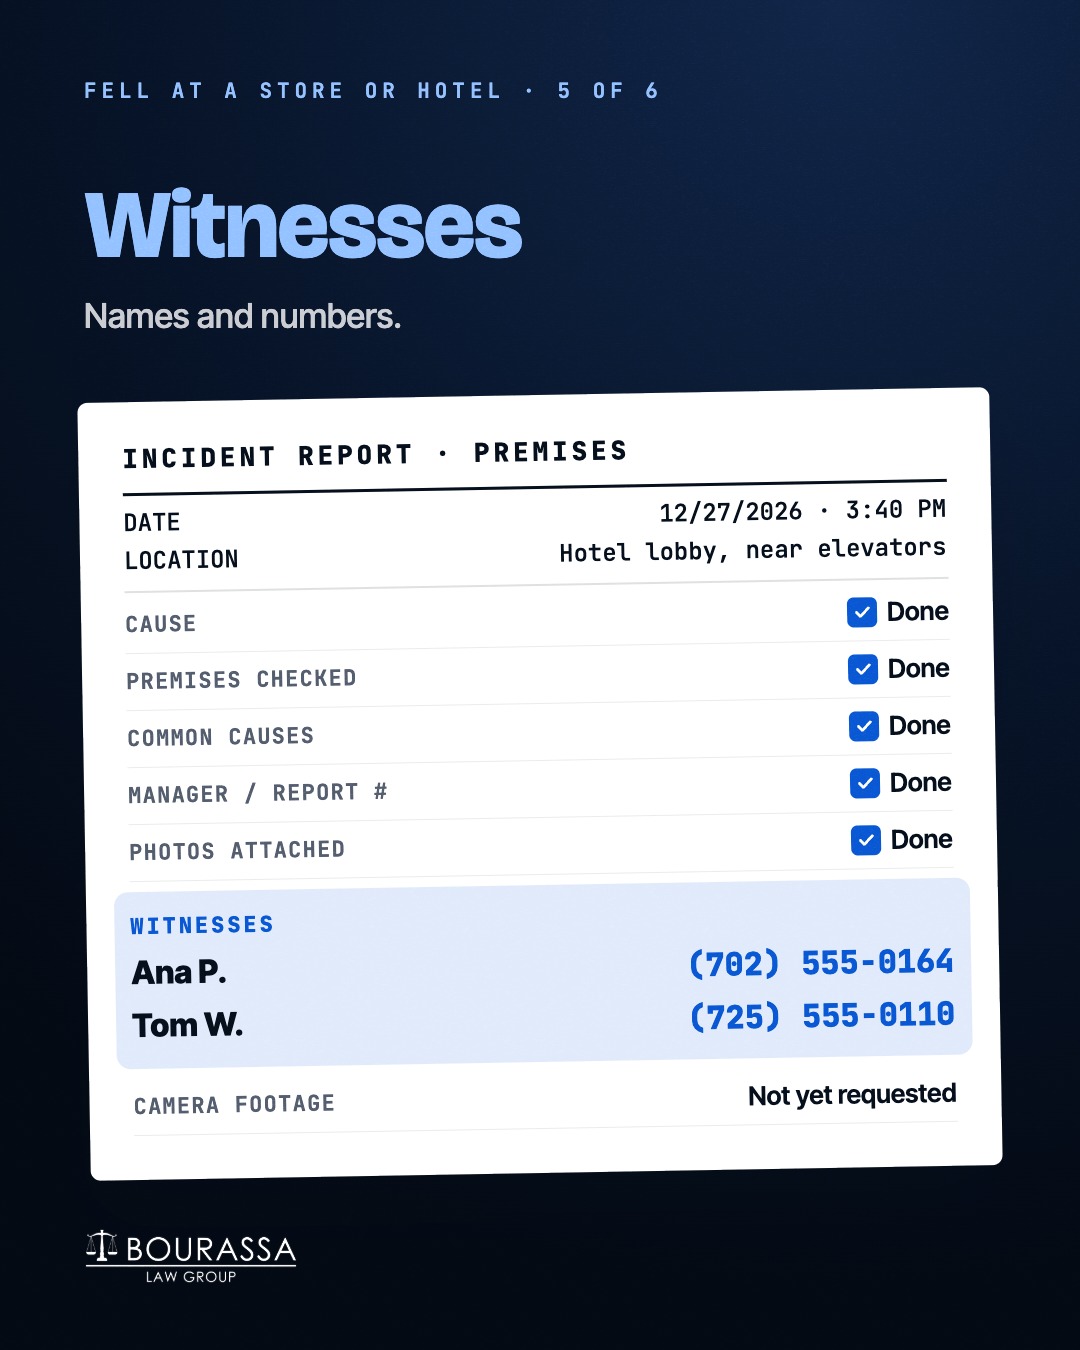 FELL AT A STORE OR HOTEL · 5 OF 6
Witnesses
Names and numbers.
INCIDENT REPORT · PREMISES
DATE 12/27/2026 · 3:40 PM
LOCATION Hotel lobby, near elevators
CAUSE Done
PREMISES CHECKED Done
COMMON CAUSES Done
MANAGER / REPORT # Done
PHOTOS ATTACHED Done
WITNESSES
Ana P. (702) 555-0164
Tom W. (725) 555-0110
CAMERA FOOTAGE Not yet requested
BOURASSA
LAW GROUP